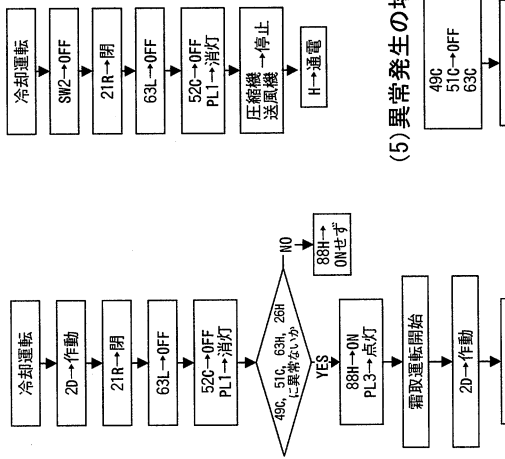 冷却運転
2D→作動
21R→閉
63L→OFF
52C→OFF
PL1→消灯
49C, 51C, 63H, 26H
に異常ないか
NO
88H→
ONせず
YES
88H→ON
PL3→点灯
霜取運転開始
2D→作動
冷却運転
SW2→OFF
21R→閉
63L→OFF
52C→OFF
PL1→消灯
圧縮機
送風機→停止
H→通電
(5)異常発生の
49C
51C→OFF
63C